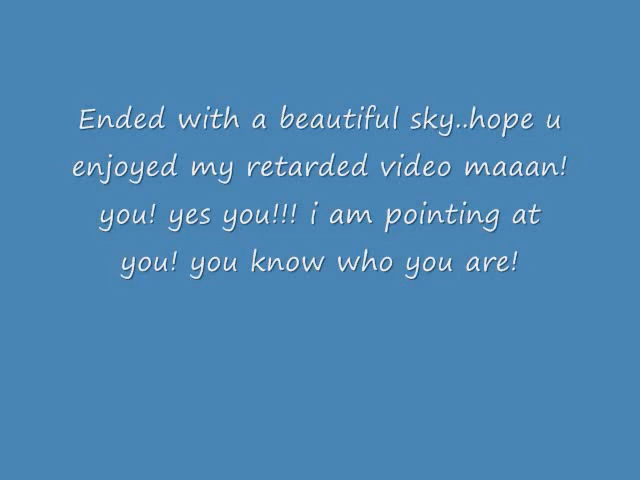 Ended with a beautiful sky..hope u
enjoyed my retarded video maaan!
you! yes you!!! i am pointing at
you! you know who you are!